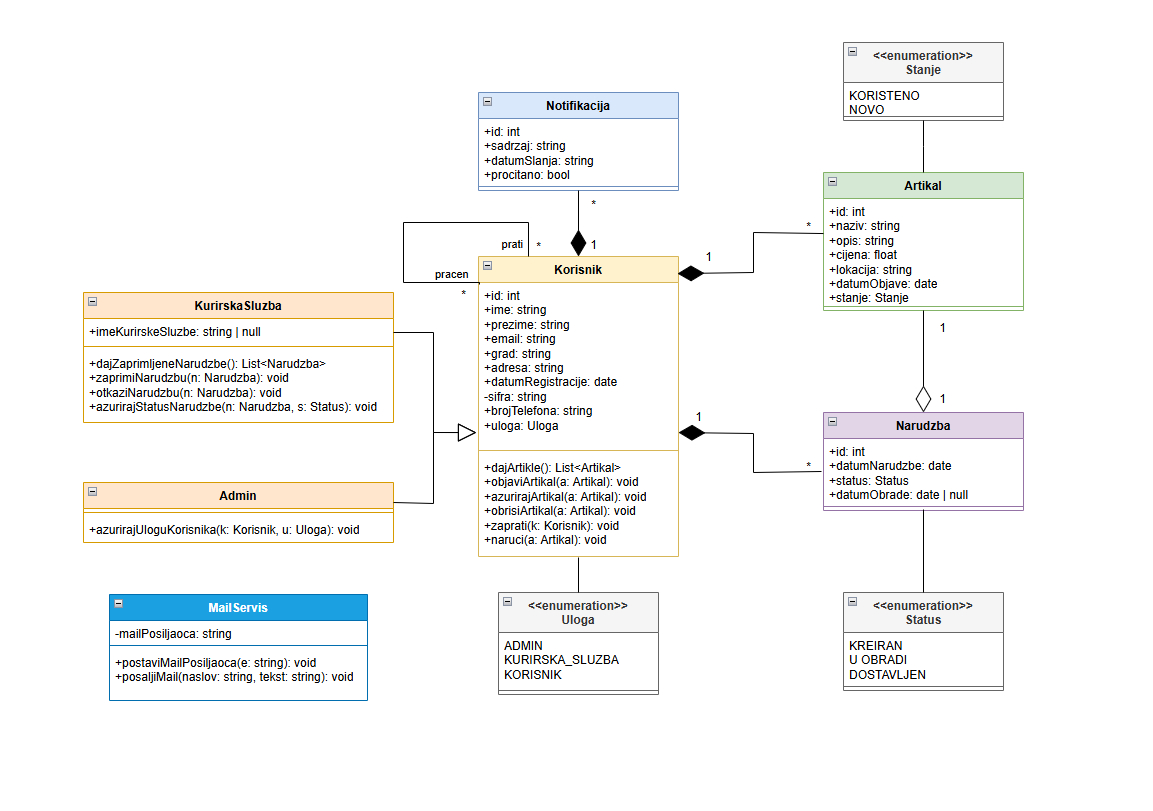 <<enumeration>>
Stanje
KORISTENO
NOVO
Notifikacija
+id: int
+sadrzaj: string
+datumSlanja: string
+procitano: bool
*
1
prati
*
pracen
*
Artikal
+id: int
+naziv: string
+opis: string
+cijena: float
+lokacija: string
+datumObjave: date
+stanje: Stanje
1
*
Korisnik
+id: int
+ime: string
+prezime: string
+email: string
+grad: string
+adresa: string
+datumRegistracije: date
-sifra: string
+brojTelefona: string
+uloga: Uloga
+dajArtikle(): List<Artikal>
+objaviArtikal(a: Artikal): void
+azurirajArtikal(a: Artikal): void
+obrisiArtikal(a: Artikal): void
+zaprati(k: Korisnik): void
+naruci(a: Artikal): void
KurirskaSluzba
+imeKurirskeSluzbe: string | null
+dajZaprimljeneNarudzbe(): List<Narudzba>
+zaprimiNarudzbu(n: Narudzba): void
+otkaziNarudzbu(n: Narudzba): void
+azurirajStatusNarudzbe(n: Narudzba, s: Status): void
1
1
1
*
Narudzba
+id: int
+datumNarudzbe: date
+status: Status
+datumObrade: date | null
Admin
+azurirajUloguKorisnika(k: Korisnik, u: Uloga): void
MailServis
-mailPosiljaoca: string
+postaviMailPosiljaoca(e: string): void
+posaljiMail(naslov: string, tekst: string): void
<<enumeration>>
Uloga
ADMIN
KURIRSKA_SLUZBA
KORISNIK
<<enumeration>>
Status
KREIRAN
U OBRADI
DOSTAVLJEN